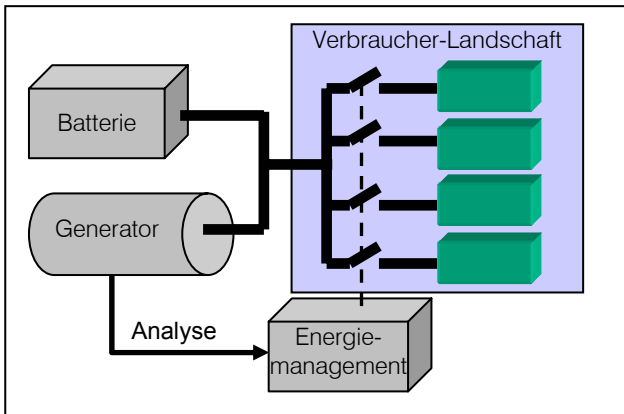 Verbraucher-Landschaft
Batterie
Generator
Analyse
Energie-
management